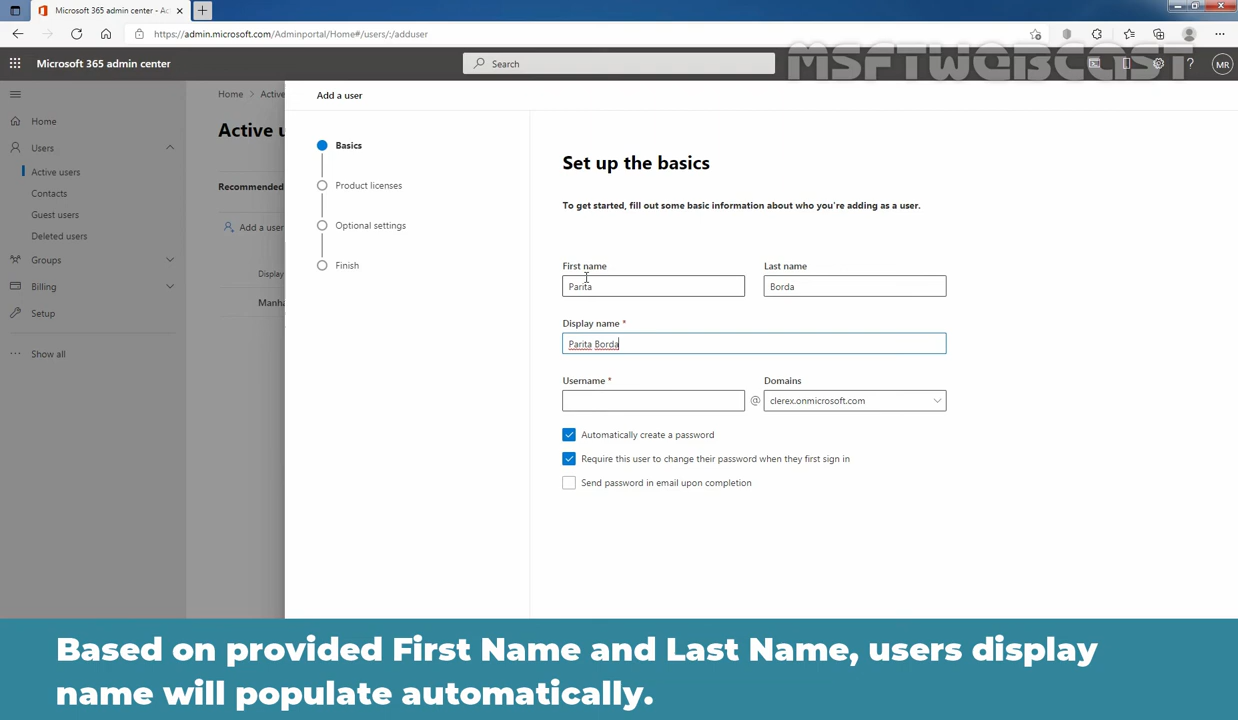 Microsoft 365 admin center - Ac
https://admin.microsoft.com/Adminportal/Home#/users/:/adduser
Microsoft 365 admin center
Search
MSFTWEBCAST
MR
Home
Users
Active users
Contacts
Guest users
Deleted users
Groups
Billing
Setup
Show all
Home
Active
Active u
Recommended
Add a user
Display
Manha
Add a user
Basics
Product licenses
Optional settings
Finish
Set up the basics
To get started, fill out some basic information about who you're adding as a user.
First name Last name
Parita Borda
Display name *
Parita Borda
Username * Domains
@ clerex.onmicrosoft.com
Automatically create a password
Require this user to change their password when they first sign in
Send password in email upon completion
Based on provided First Name and Last Name, users display
name will populate automatically.